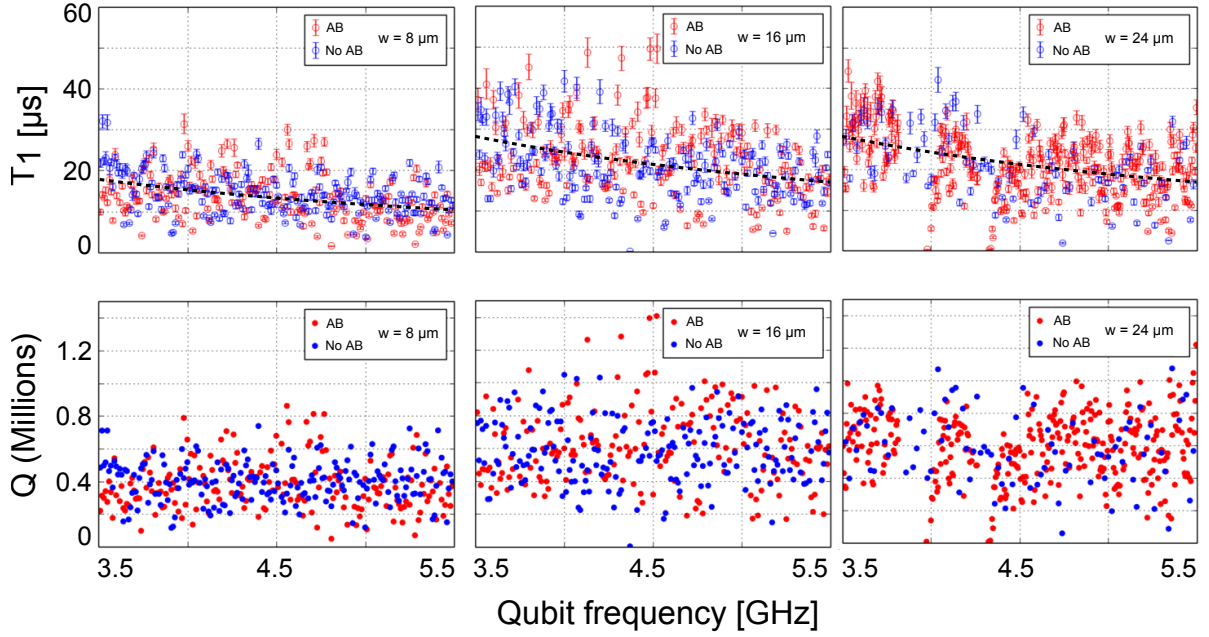 T1 [µs]
60
40
20
0
AB
No AB
w = 8 µm
AB
No AB
w = 16 µm
AB
No AB
w = 24 µm
Q (Millions)
1.2
0.8
0.4
0
AB
No AB
w = 8 µm
AB
No AB
w = 16 µm
AB
No AB
w = 24 µm
3.5 4.5 5.5 3.5 4.5 5.5 3.5 4.5 5.5
Qubit frequency [GHz]